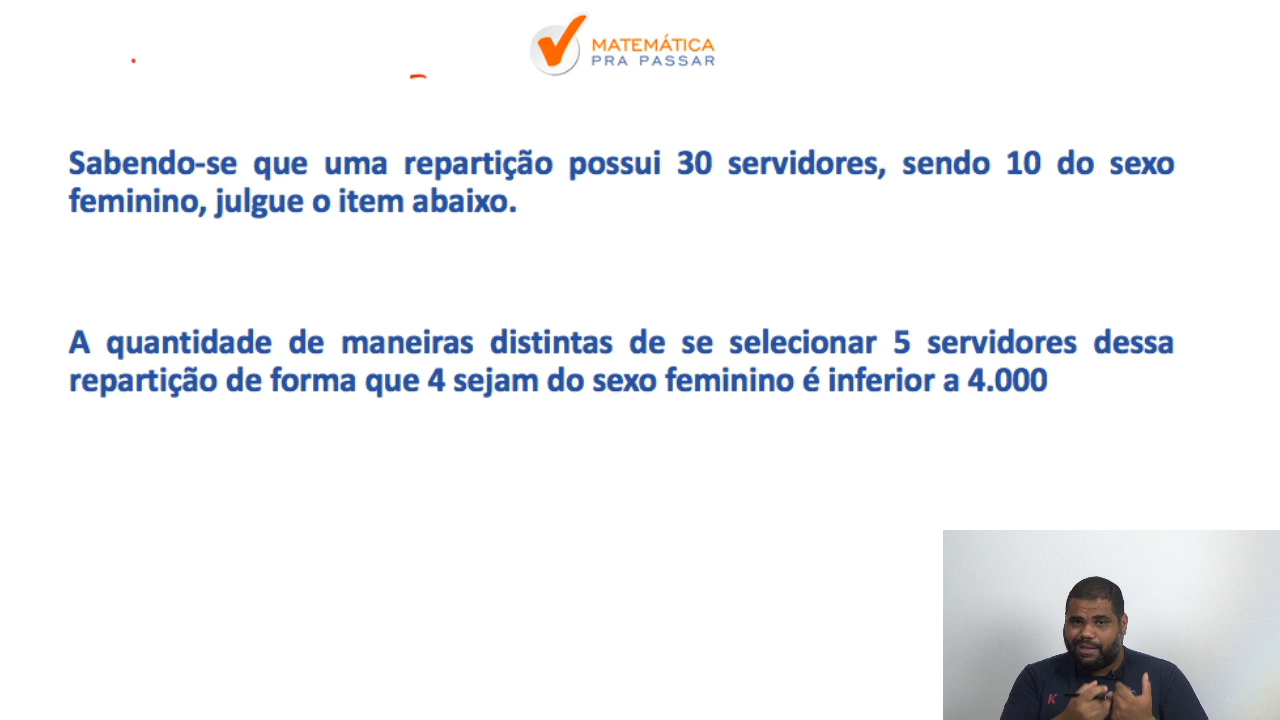 MATEMÁTICA
PRA PASSAR
Sabendo-se que uma repartição possui 30 servidores, sendo 10 do sexo
feminino, julgue o item abaixo.
A quantidade de maneiras distintas de se selecionar 5 servidores dessa
repartição de forma que 4 sejam do sexo feminino é inferior a 4.000
K